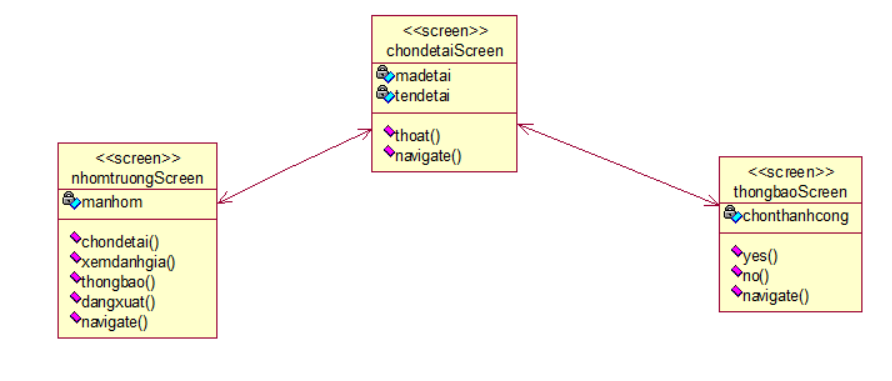 <<screen>>
chondetaiScreen
madetai
tendetai
thoat()
navigate()
<<screen>>
nhomtruongScreen
manhom
chondetai()
xemdanhgia()
thongbao()
dangxuat()
navigate()
<<screen>>
thongbaoScreen
chonthanhcong
yes()
no()
navigate()